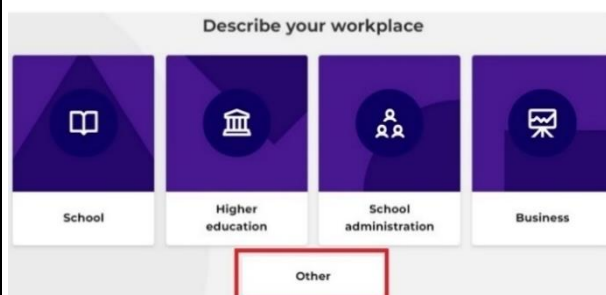 Describe your workplace
School
Higher
education
School
administration
Business
Other